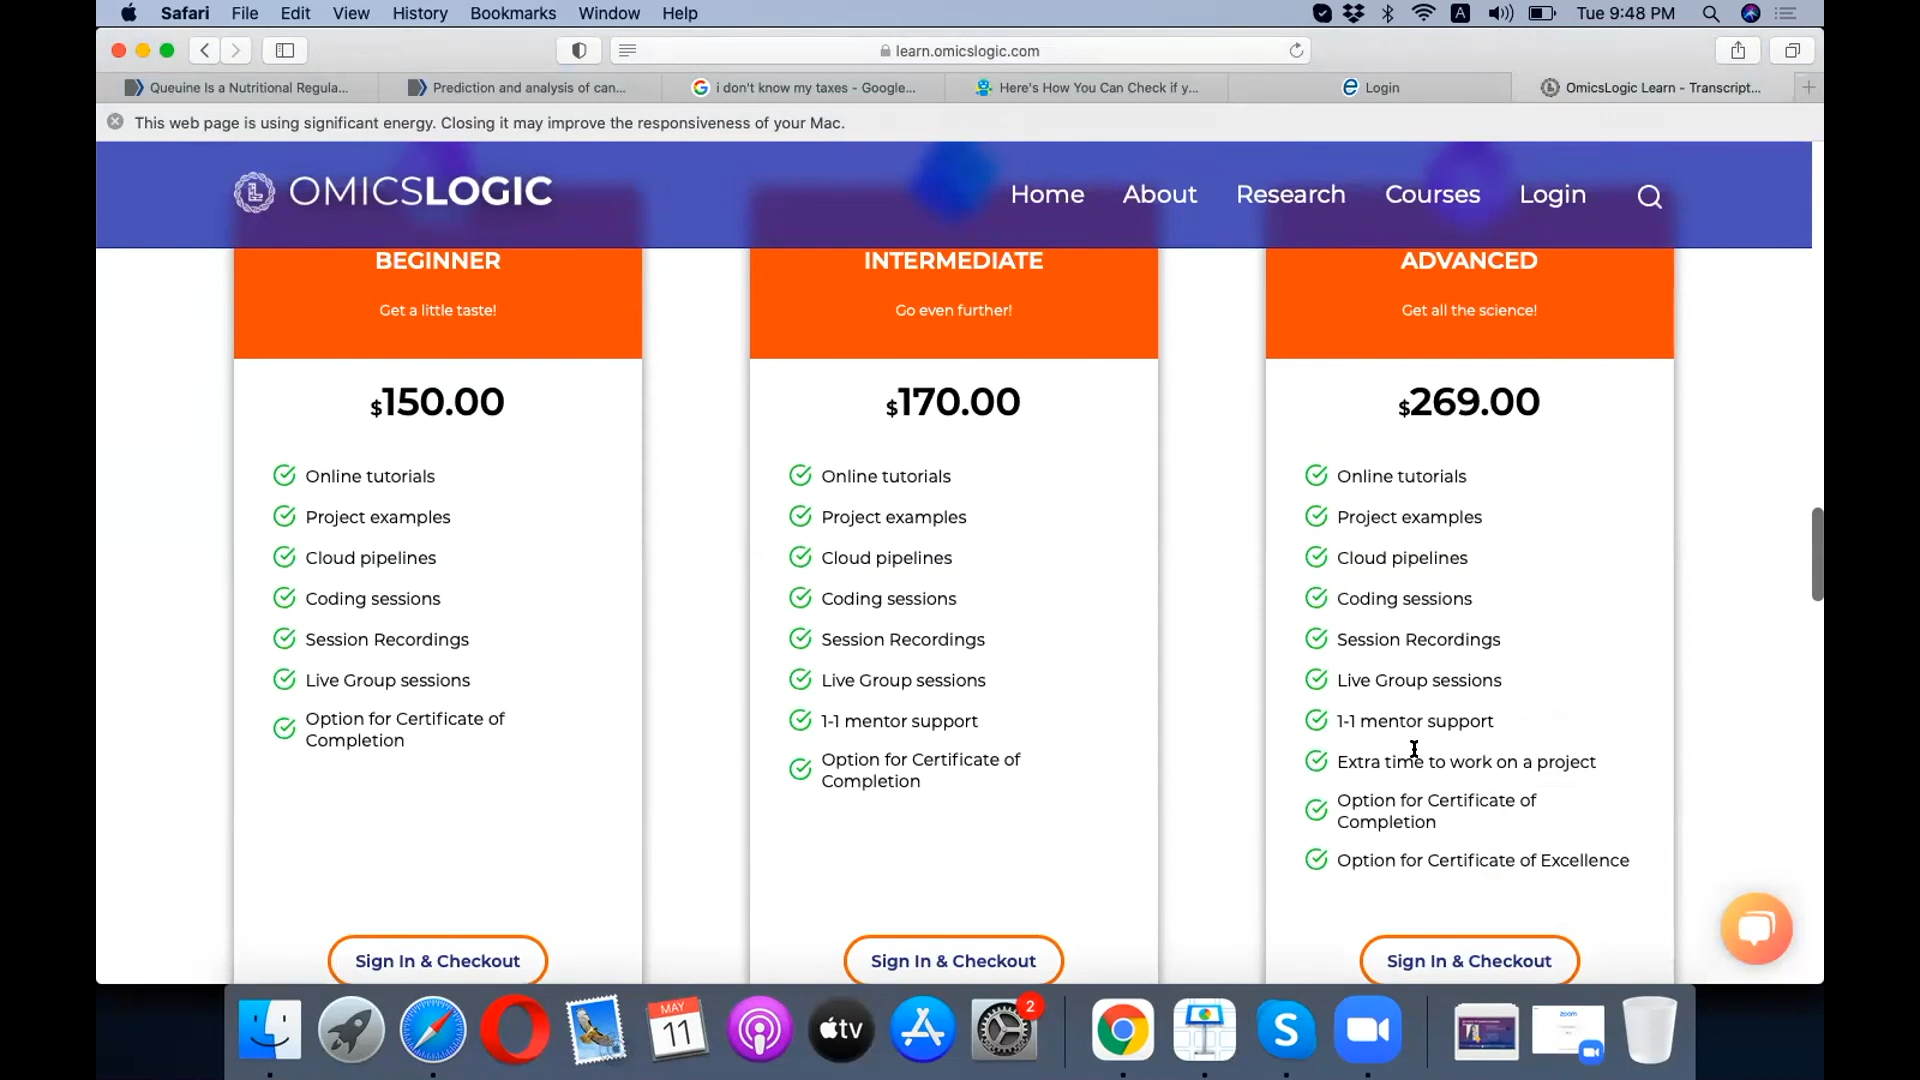 Safari File Edit View History Bookmarks Window Help A Tue 9:48 PM
learn.omicslogic.com
Queuine Is a Nutritional Regula... Prediction and analysis of can... i don't know my taxes - Google... Here's How You Can Check if y... Login OmicsLogic Learn - Transcript...
This web page is using significant energy. Closing it may improve the responsiveness of your Mac.
OMICSLOGIC Home About Research Courses Login
BEGINNER
Get a little taste!
$150.00
Online tutorials
Project examples
Cloud pipelines
Coding sessions
Session Recordings
Live Group sessions
Option for Certificate of
Completion
Sign In & Checkout
INTERMEDIATE
Go even further!
$170.00
Online tutorials
Project examples
Cloud pipelines
Coding sessions
Session Recordings
Live Group sessions
1-1 mentor support
Option for Certificate of
Completion
Sign In & Checkout
ADVANCED
Get all the science!
$269.00
Online tutorials
Project examples
Cloud pipelines
Coding sessions
Session Recordings
Live Group sessions
1-1 mentor support
Extra time to work on a project
Option for Certificate of
Completion
Option for Certificate of Excellence
Sign In & Checkout
MAY
11
tv
2
zoom